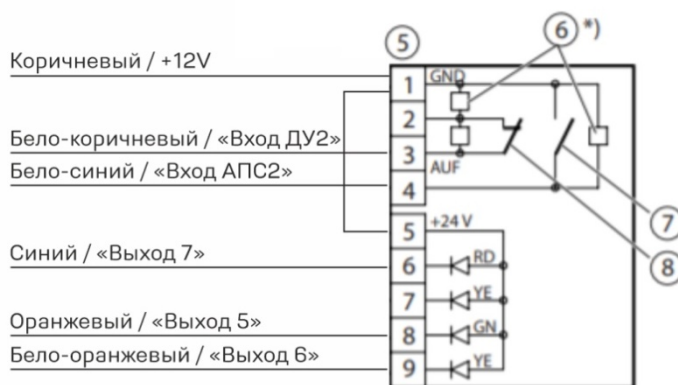 5
6 *)
Коричневый / +12V
1
GND
2
Бело-коричневый / «Вход ДУ2»
3
Бело-синий / «Вход АПС2»
AUF
4
7
5
+24 V
8
Синий / «Выход 7»
6
RD
7
YE
Оранжевый / «Выход 5»
8
GN
Бело-оранжевый / «Выход 6»
9
YE